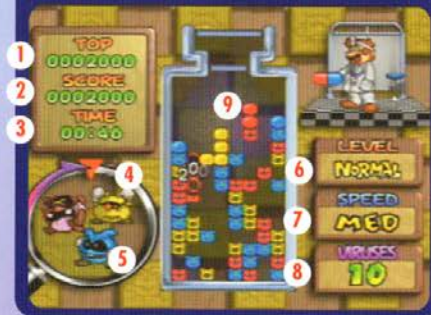 TOP
0002000
SCORE
0002000
TIME
00:46
1
2
3
4
5
6
7
8
9
200
LEVEL
NORMAL
SPEED
MED
VIRUSES
10